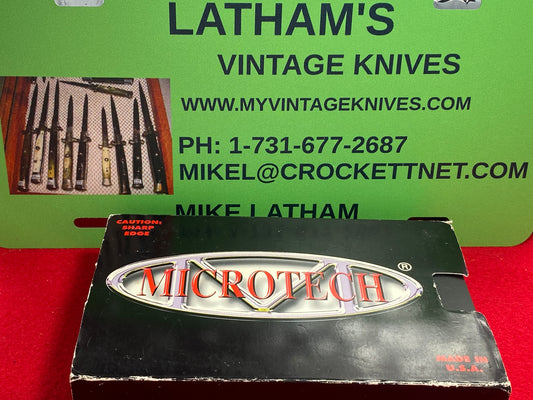 LATHAM'S
VINTAGE KNIVES
WWW.MYVINTAGEKNIVES.COM
PH: 1-731-677-2687
MIKEL@CROCKETTNET.COM
MIKE LATHAM
CAUTION:
SHARP
EDGE
MICROTECH®
MADE IN
U.S.A.